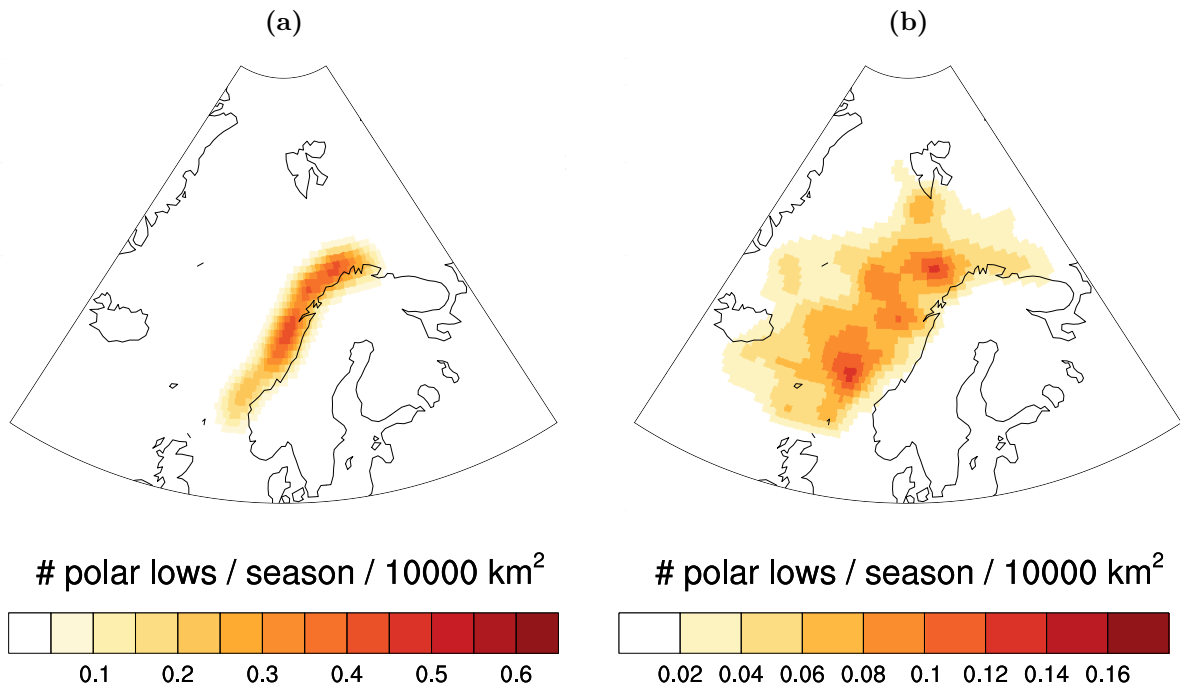 (a)
(b)
# polar lows / season / 10000 km²
0.1 0.2 0.3 0.4 0.5 0.6
# polar lows / season / 10000 km²
0.02 0.04 0.06 0.08 0.1 0.12 0.14 0.16